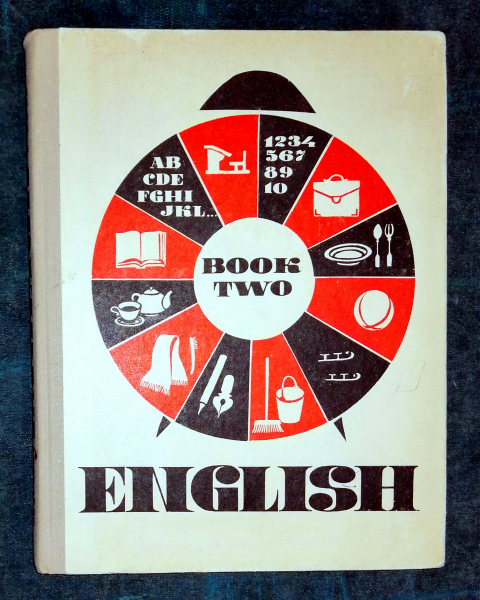 AB
CDE
FGHI
JKL...
1234
567
89
10
BOOK
TWO
ENGLISH